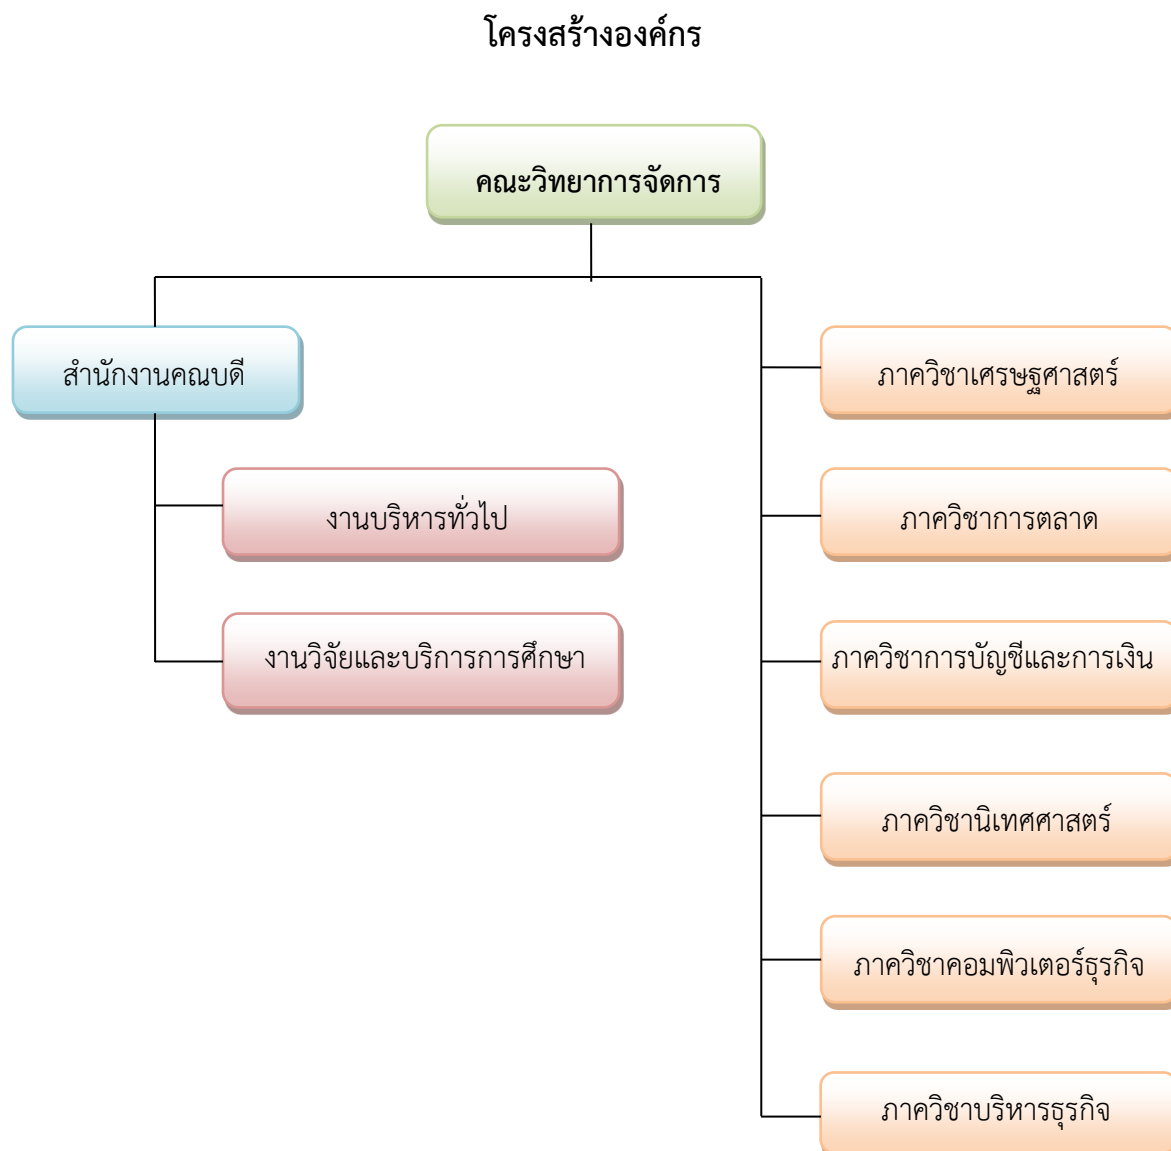 โครงสร้างองค์กร
คณะวิทยาการจัดการ
สำนักงานคณบดี
งานบริหารทั่วไป
งานวิจัยและบริการการศึกษา
ภาควิชาเศรษฐศาสตร์
ภาควิชาการตลาด
ภาควิชาการบัญชีและการเงิน
ภาควิชานิเทศศาสตร์
ภาควิชาคอมพิวเตอร์ธุรกิจ
ภาควิชาบริหารธุรกิจ